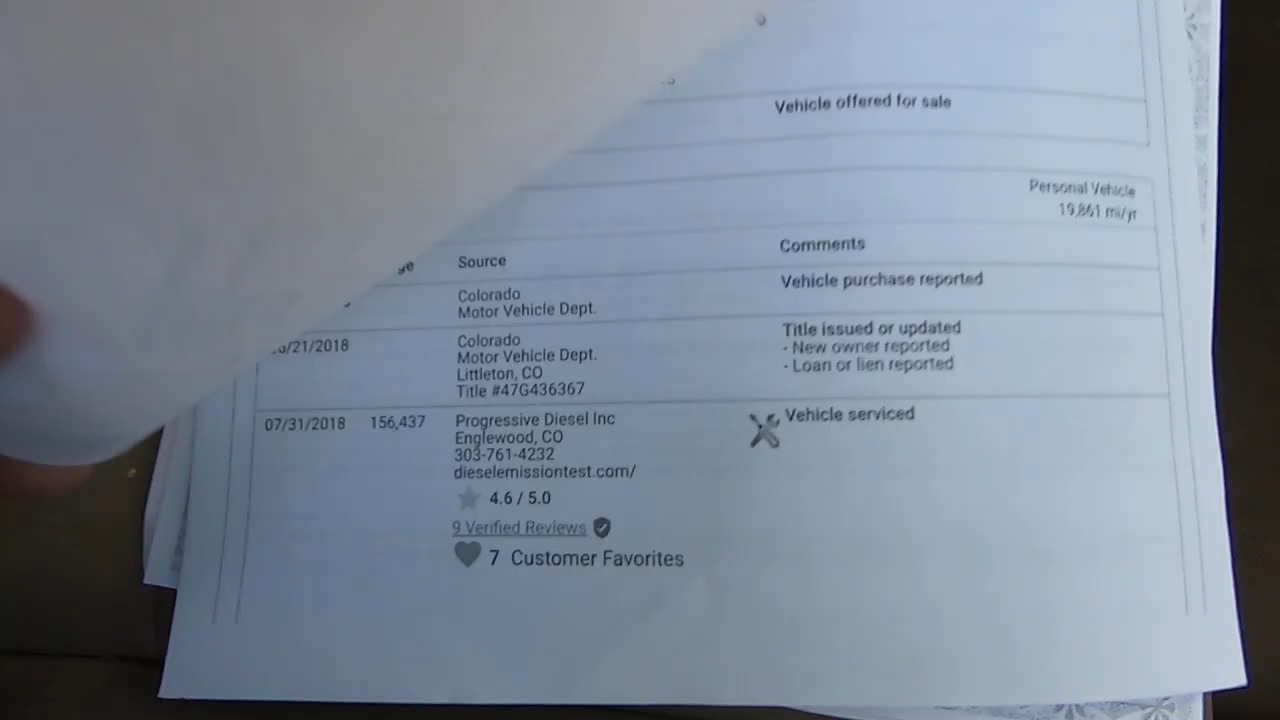 Vehicle offered for sale
Personal Vehicle
19,861 mi/yr
Source
Comments
Colorado
Motor Vehicle Dept.
Vehicle purchase reported
/21/2018
Colorado
Motor Vehicle Dept.
Littleton, CO
Title #47G436367
Title issued or updated
- New owner reported
- Loan or lien reported
07/31/2018
156,437
Progressive Diesel Inc
Englewood, CO
303-761-4232
dieselemissiontest.com/
4.6 / 5.0
9 Verified Reviews
7 Customer Favorites
Vehicle serviced